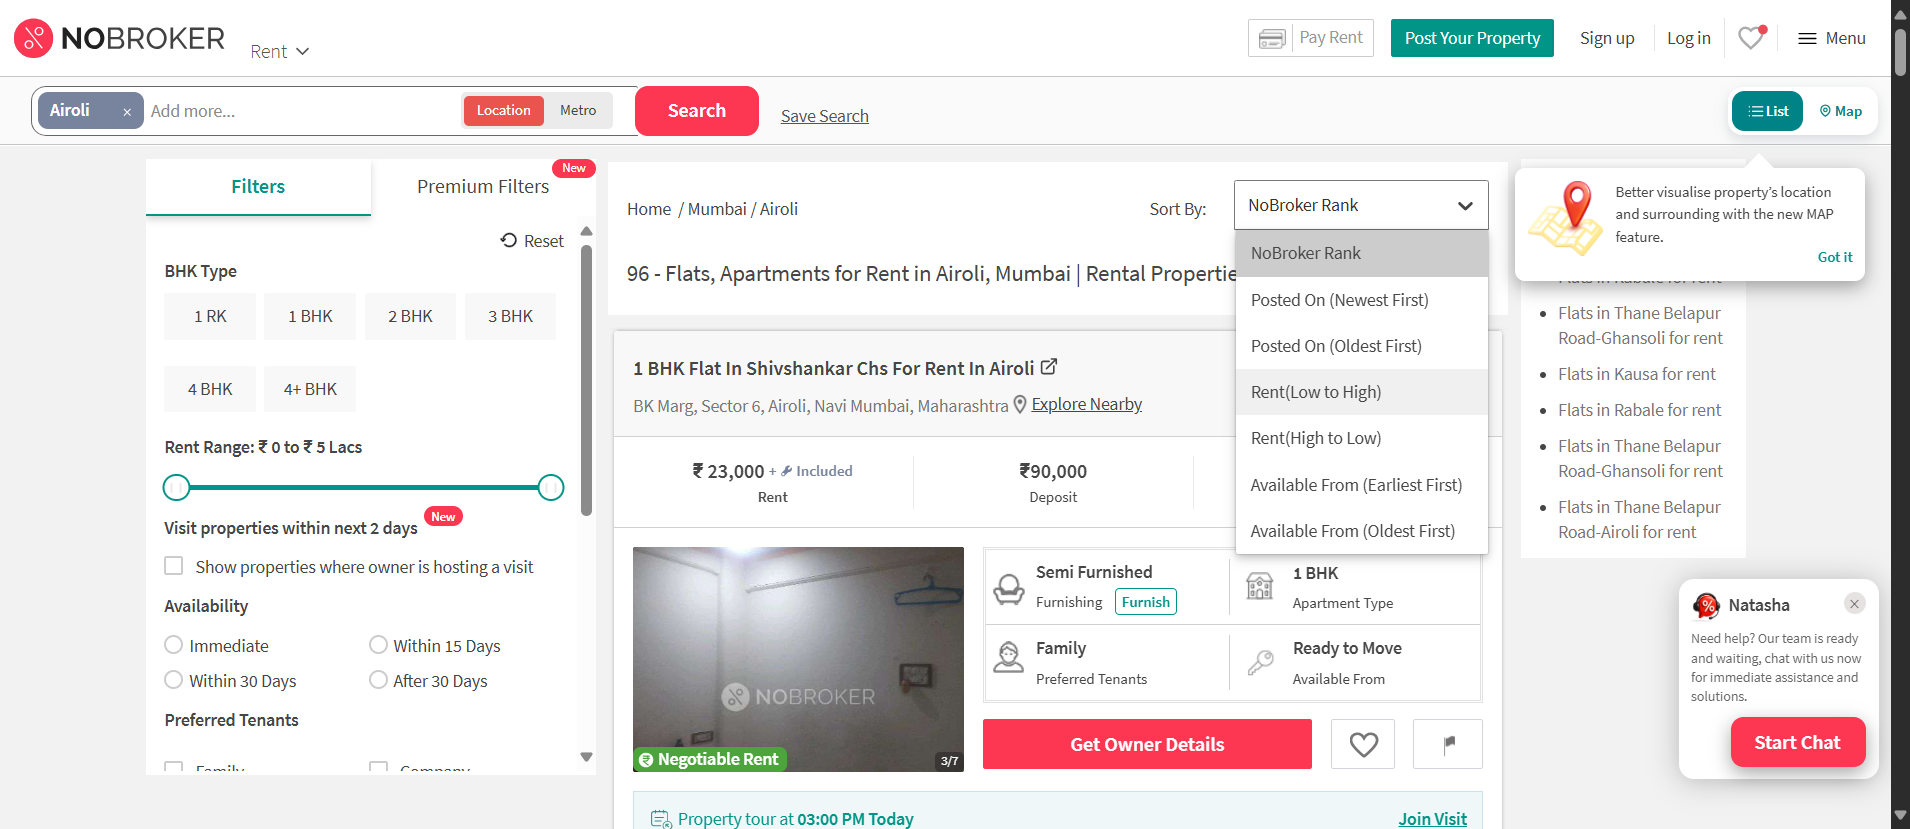 NOBROKER
Rent
Pay Rent
Post Your Property
Sign up
Log in
Menu
Airoli ×
Add more...
Location
Metro
Search
Save Search
List
Map
Filters
Premium Filters
New
Reset
BHK Type
1 RK
1 BHK
2 BHK
3 BHK
4 BHK
4+ BHK
Rent Range: ₹ 0 to ₹ 5 Lacs
Visit properties within next 2 days
New
Show properties where owner is hosting a visit
Availability
Immediate
Within 15 Days
Within 30 Days
After 30 Days
Preferred Tenants
Family
Company
Home / Mumbai / Airoli
Sort By:
NoBroker Rank
NoBroker Rank
Posted On (Newest First)
Posted On (Oldest First)
Rent(Low to High)
Rent(High to Low)
Available From (Earliest First)
Available From (Oldest First)
96 - Flats, Apartments for Rent in Airoli, Mumbai | Rental Propertie
1 BHK Flat In Shivshankar Chs For Rent In Airoli
BK Marg, Sector 6, Airoli, Navi Mumbai, Maharashtra
Explore Nearby
₹ 23,000 + Included
Rent
₹90,000
Deposit
NOBROKER
Negotiable Rent
3/7
Semi Furnished
Furnishing
Furnish
1 BHK
Apartment Type
Family
Preferred Tenants
Ready to Move
Available From
Get Owner Details
Property tour at 03:00 PM Today
Join Visit
Better visualise property's location
and surrounding with the new MAP
feature.
Got it
Flats in Rabale for rent
Flats in Thane Belapur
Road-Ghansoli for rent
Flats in Kausa for rent
Flats in Rabale for rent
Flats in Thane Belapur
Road-Ghansoli for rent
Flats in Thane Belapur
Road-Airoli for rent
Natasha
Need help? Our team is ready
and waiting, chat with us now
for immediate assistance and
solutions.
Start Chat